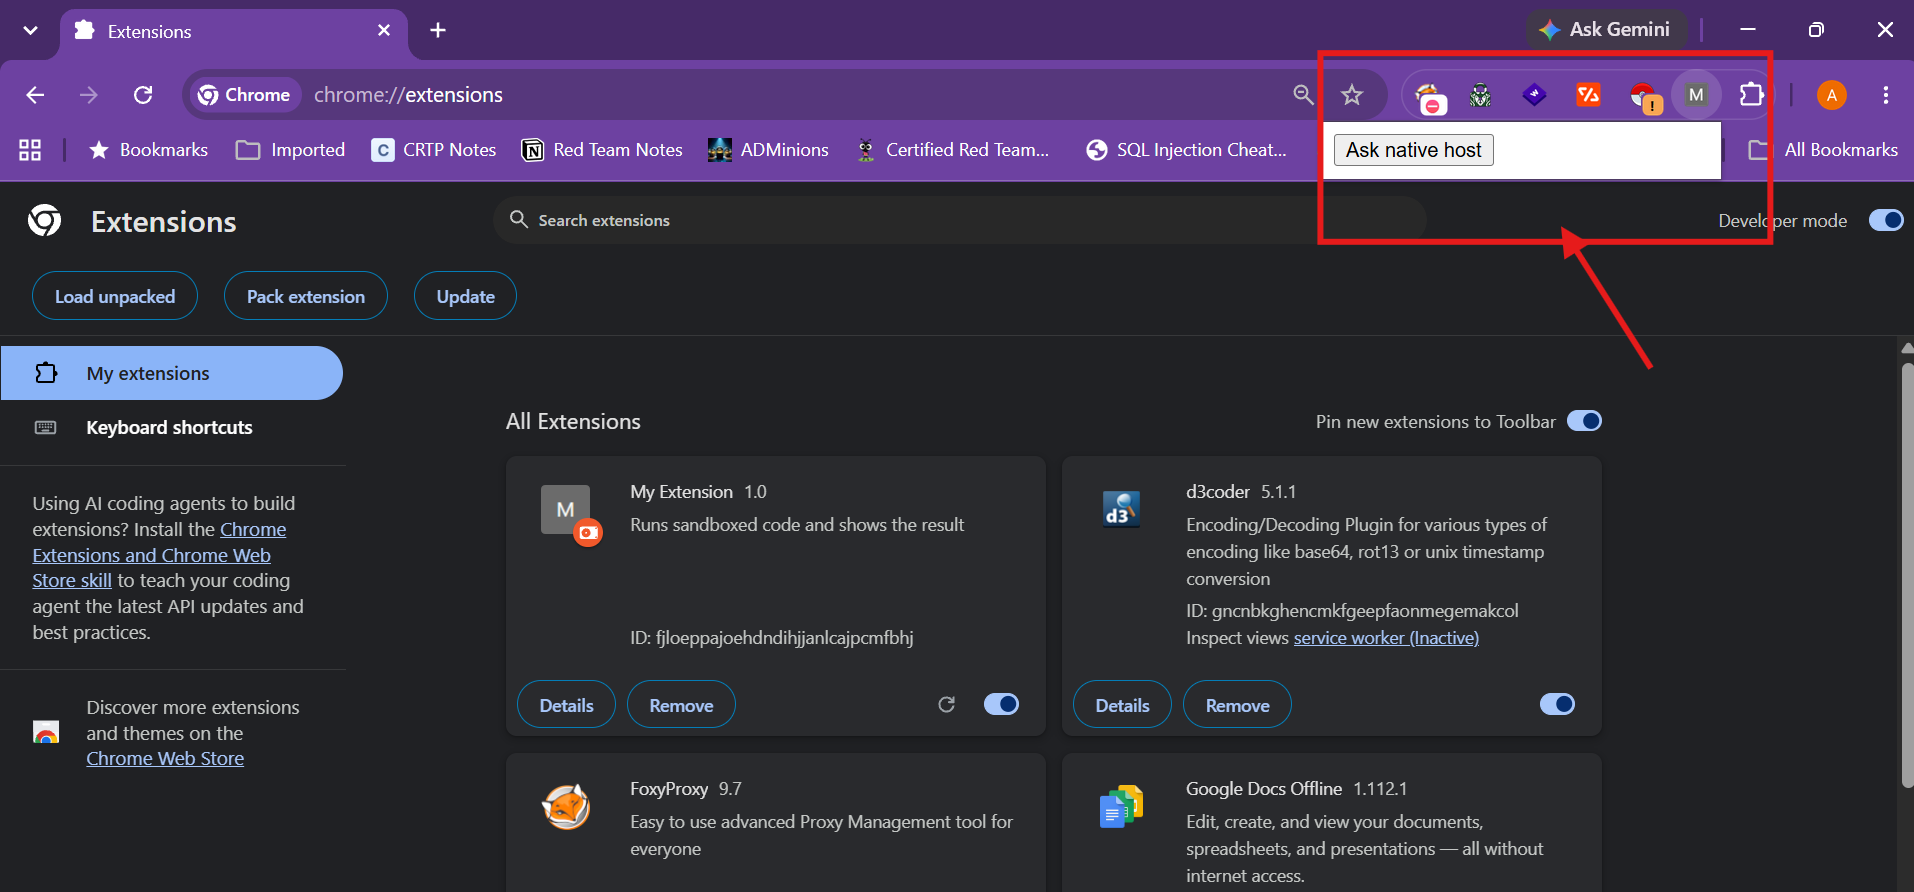 Extensions
Ask Gemini
Chrome
chrome://extensions
M
A
Bookmarks
Imported
C CRTP Notes
Red Team Notes
ADMinions
Certified Red Team...
SQL Injection Cheat...
All Bookmarks
Ask native host
Extensions
Search extensions
Developer mode
Load unpacked
Pack extension
Update
My extensions
Keyboard shortcuts
Using AI coding agents to build
extensions? Install the Chrome
Extensions and Chrome Web
Store skill to teach your coding
agent the latest API updates and
best practices.
Discover more extensions
and themes on the
Chrome Web Store
All Extensions
Pin new extensions to Toolbar
M
My Extension 1.0
Runs sandboxed code and shows the result
ID: fjloeppajoehdndihjjanlcajpcmfbhj
Details
Remove
d3
d3coder 5.1.1
Encoding/Decoding Plugin for various types of
encoding like base64, rot13 or unix timestamp
conversion
ID: gncnbkghencmkfgeepfaonmegemakcol
Inspect views service worker (Inactive)
Details
Remove
FoxyProxy 9.7
Easy to use advanced Proxy Management tool for
everyone
Google Docs Offline 1.112.1
Edit, create, and view your documents,
spreadsheets, and presentations — all without
internet access.